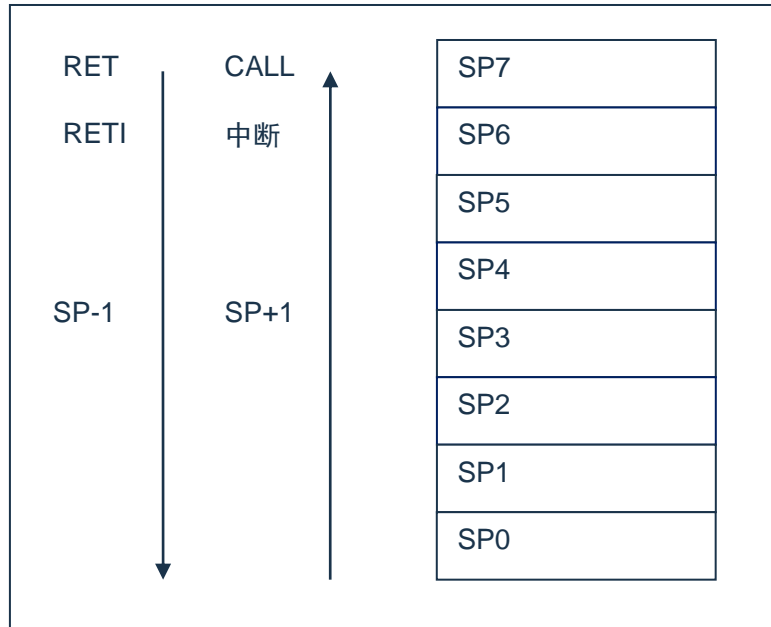 RET CALL SP7
RETI 中断 SP6
SP5
SP4
SP-1 SP+1 SP3
SP2
SP1
SP0